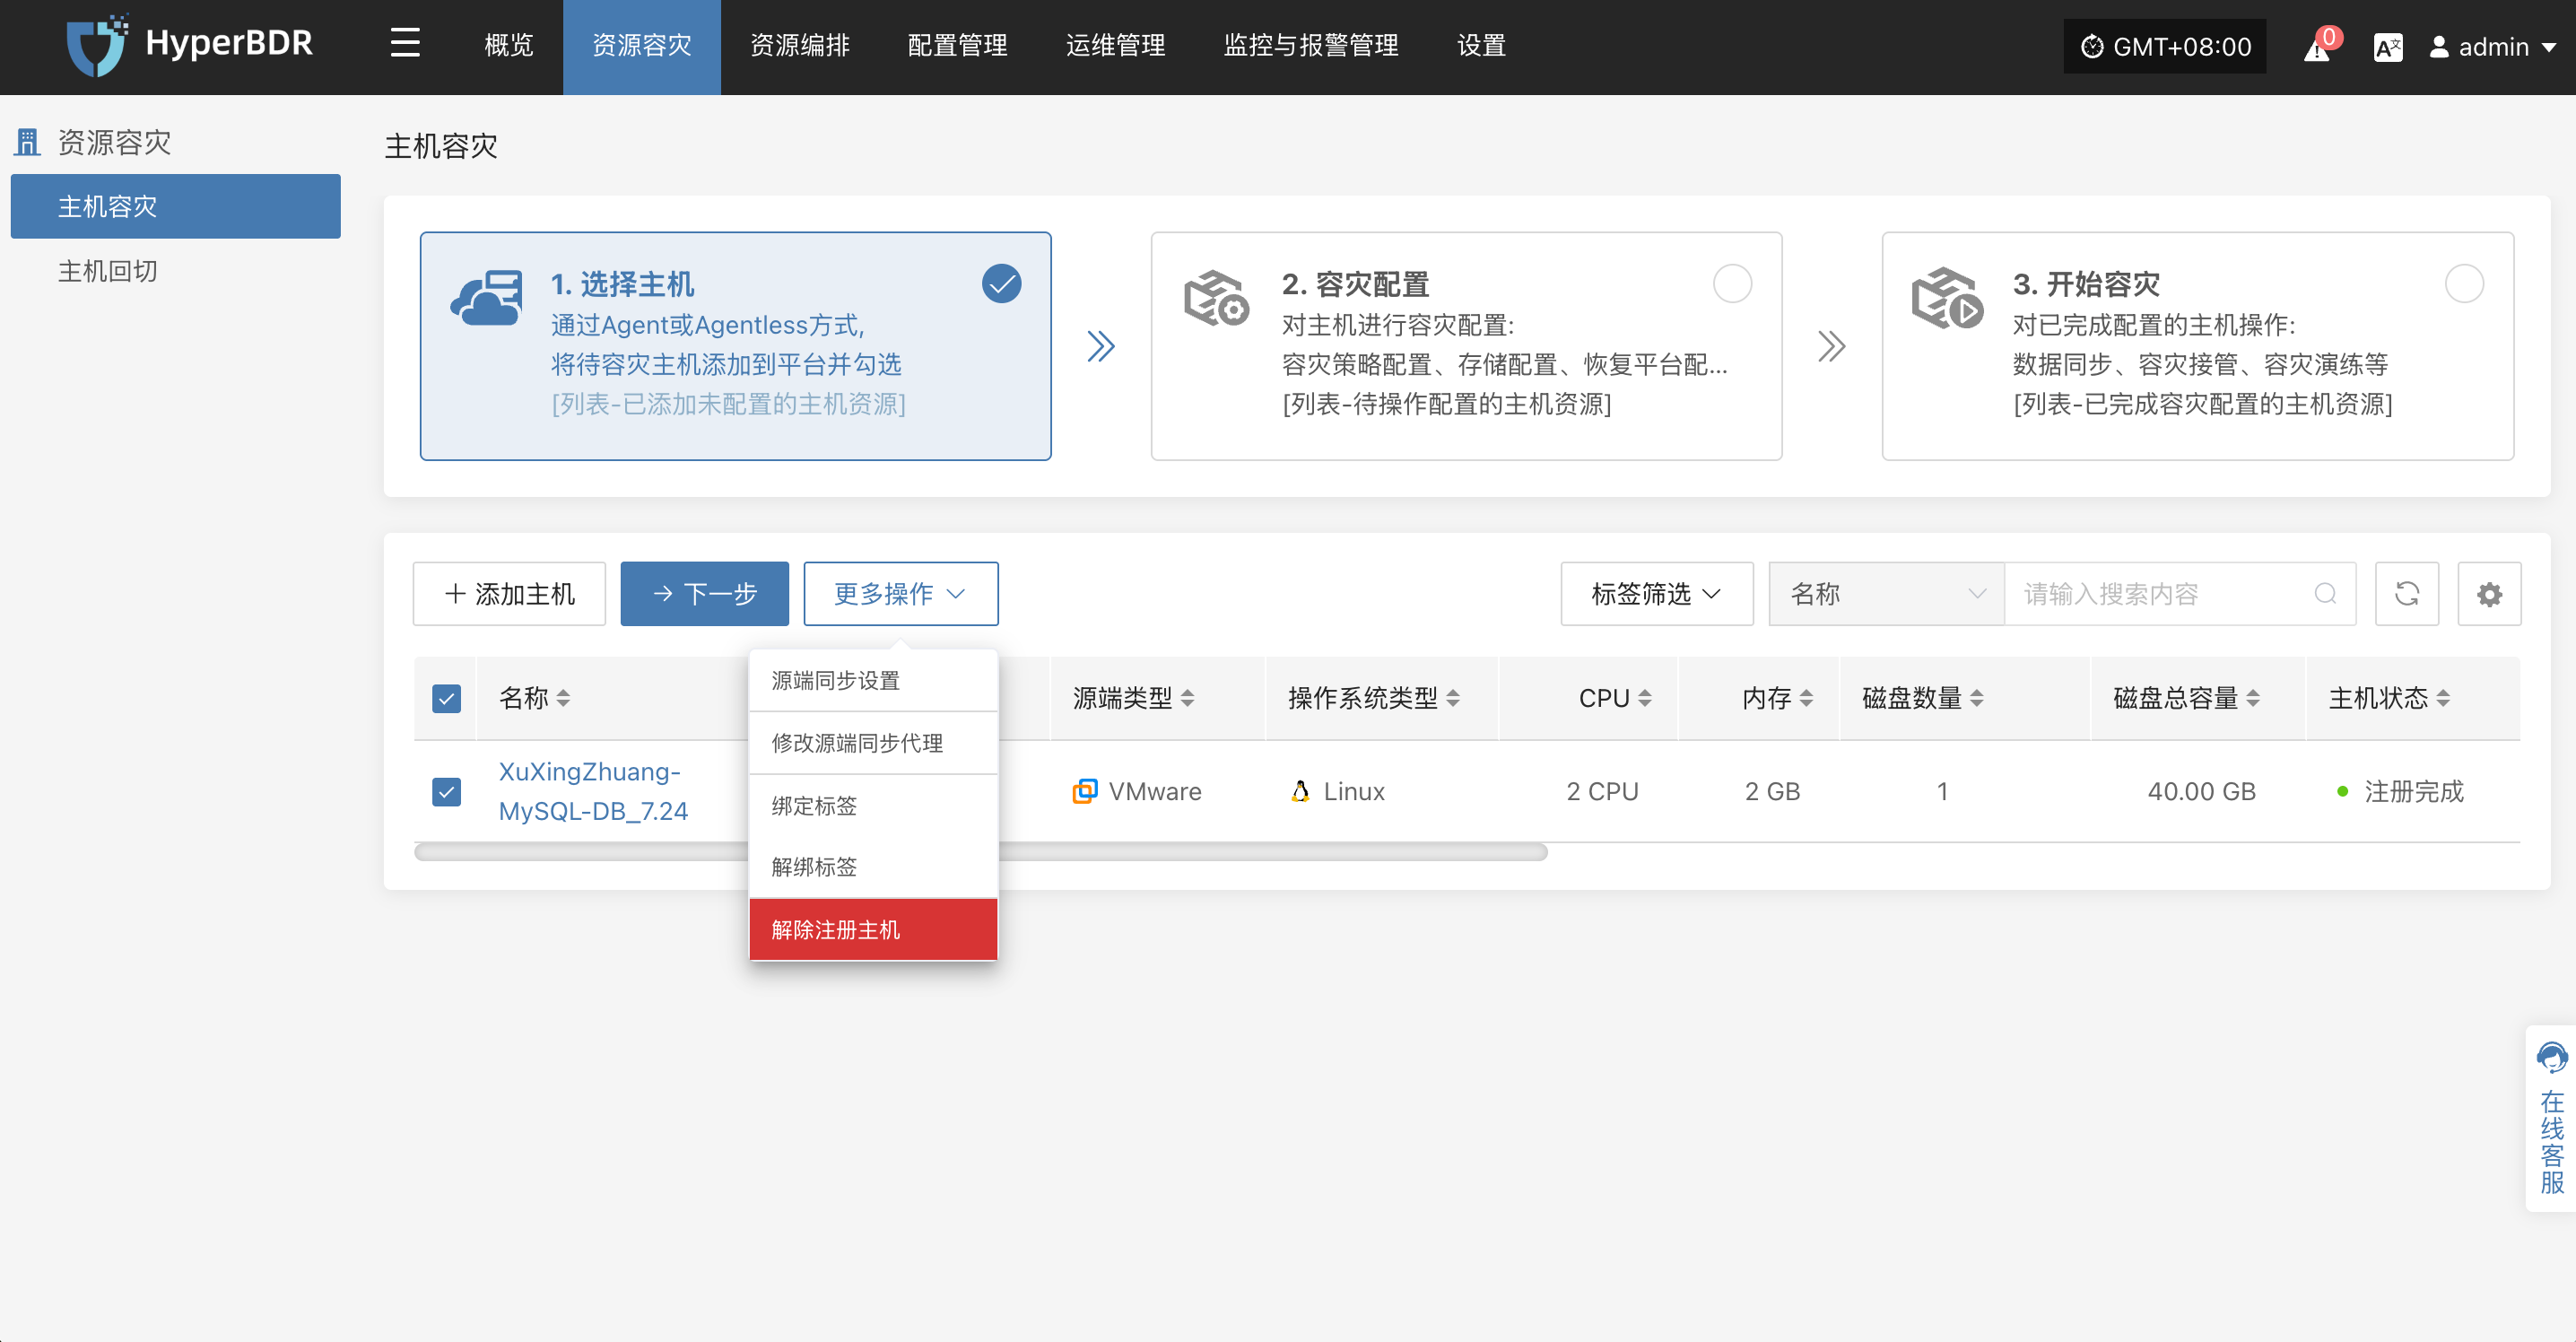 HyperBDR
概览
资源容灾
资源编排
配置管理
运维管理
监控与报警管理
设置
GMT+08:00
0
admin
资源容灾
主机容灾
主机回切
主机容灾
1. 选择主机
通过Agent或Agentless方式,
将待容灾主机添加到平台并勾选
[列表-已添加未配置的主机资源]
2. 容灾配置
对主机进行容灾配置:
容灾策略配置、存储配置、恢复平台配...
[列表-待操作配置的主机资源]
3. 开始容灾
对已完成配置的主机操作:
数据同步、容灾接管、容灾演练等
[列表-已完成容灾配置的主机资源]
添加主机
下一步
更多操作
标签筛选
名称
请输入搜索内容
源端同步设置
修改源端同步代理
绑定标签
解绑标签
解除注册主机
名称
源端类型
操作系统类型
CPU
内存
磁盘数量
磁盘总容量
主机状态
XuXingZhuang-
MySQL-DB_7.24
VMware
Linux
2 CPU
2 GB
1
40.00 GB
注册完成
在线客服